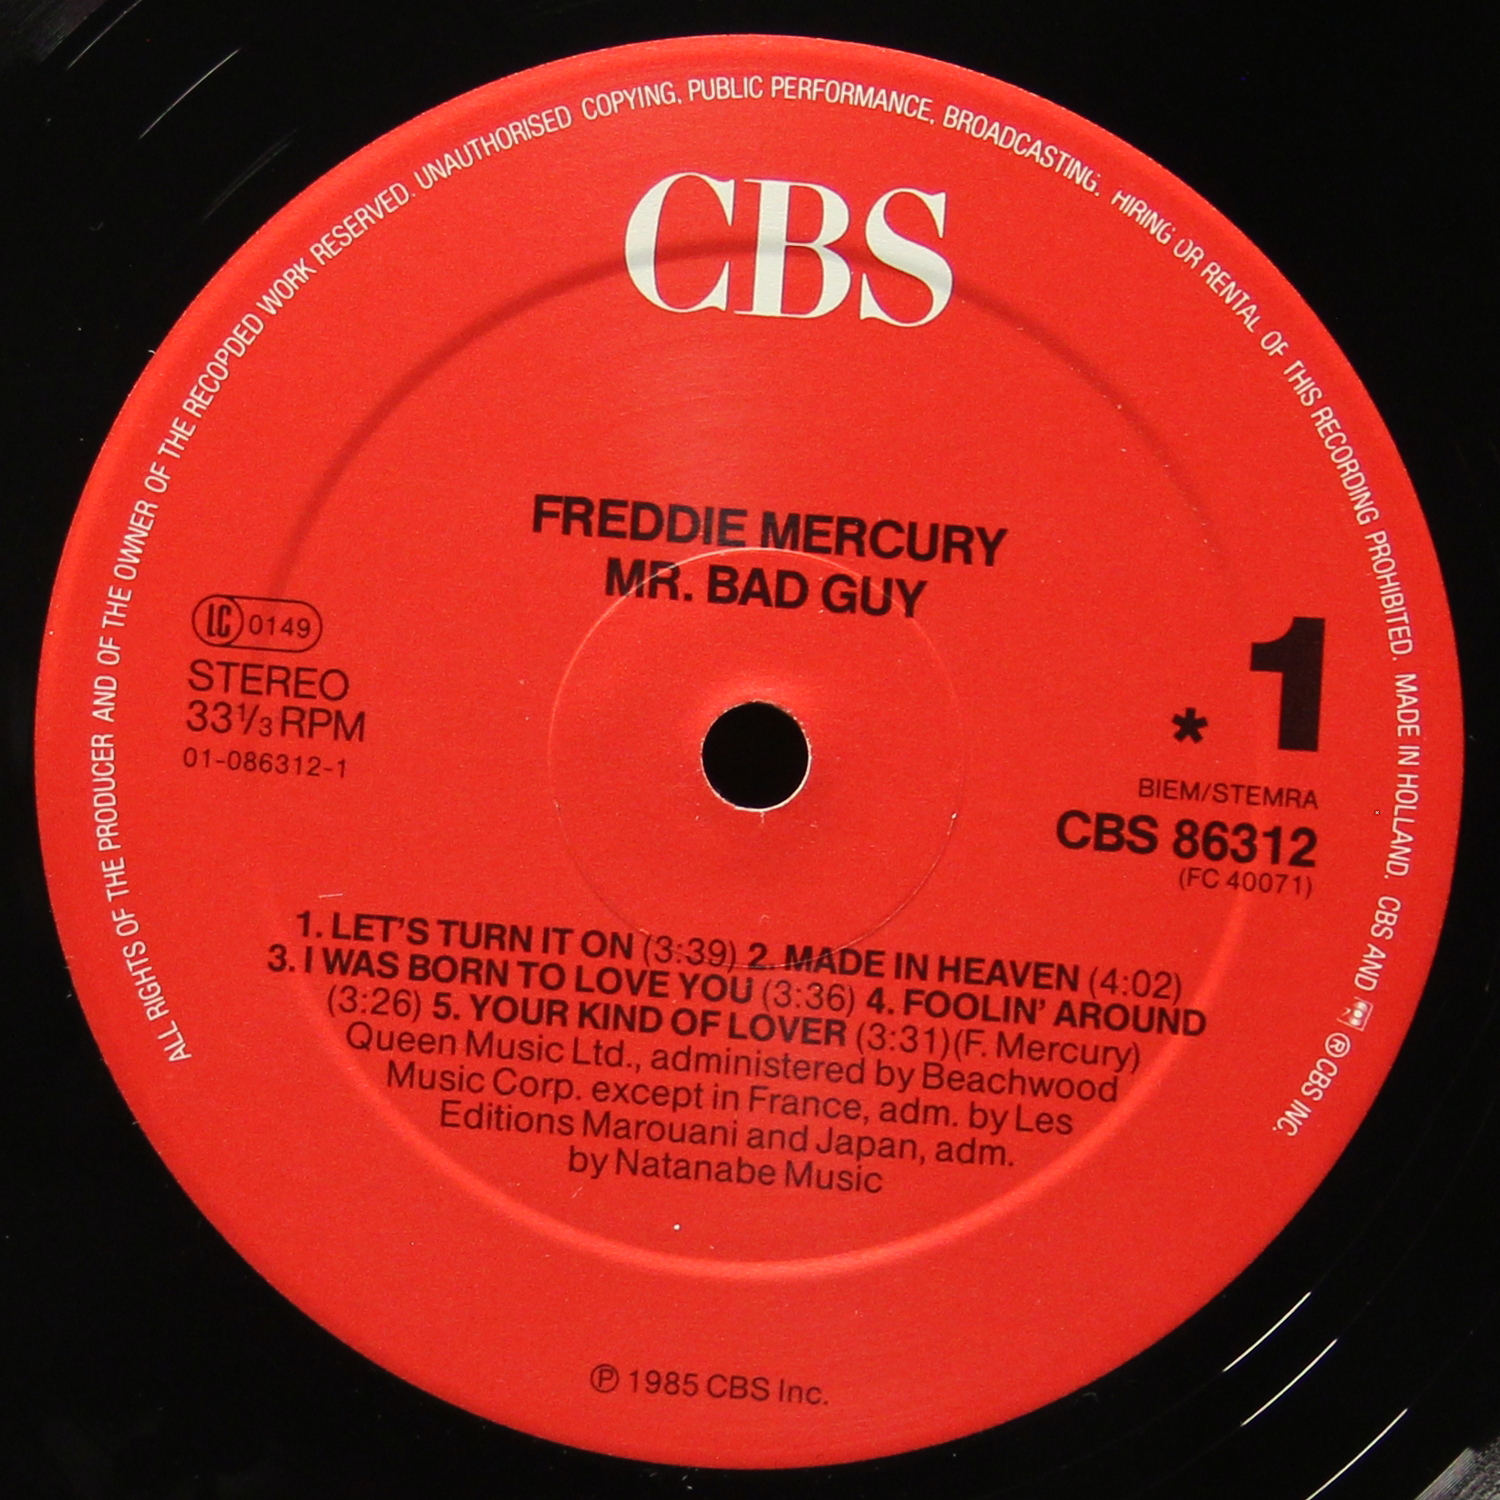 ALL RIGHTS OF THE PRODUCER AND OF THE OWNER OF THE RECORDED WORK RESERVED. UNAUTHORISED COPYING, PUBLIC PERFORMANCE, BROADCASTING. HIRING OR RENTAL OF THIS RECORDING PROHIBITED. MADE IN HOLLAND. CBS AND ® CBS INC.
CBS
FREDDIE MERCURY
MR. BAD GUY
LC 0149
STEREO
33⅓ RPM
01-086312-1
1
*
BIEM/STEMRA
CBS 86312
(FC 40071)
1. LET'S TURN IT ON (3:39) 2. MADE IN HEAVEN (4:02)
3. I WAS BORN TO LOVE YOU (3:36) 4. FOOLIN' AROUND
(3:26) 5. YOUR KIND OF LOVER (3:31)(F. Mercury)
Queen Music Ltd., administered by Beachwood
Music Corp. except in France, adm. by Les
Editions Marouani and Japan, adm.
by Natanabe Music
℗ 1985 CBS Inc.